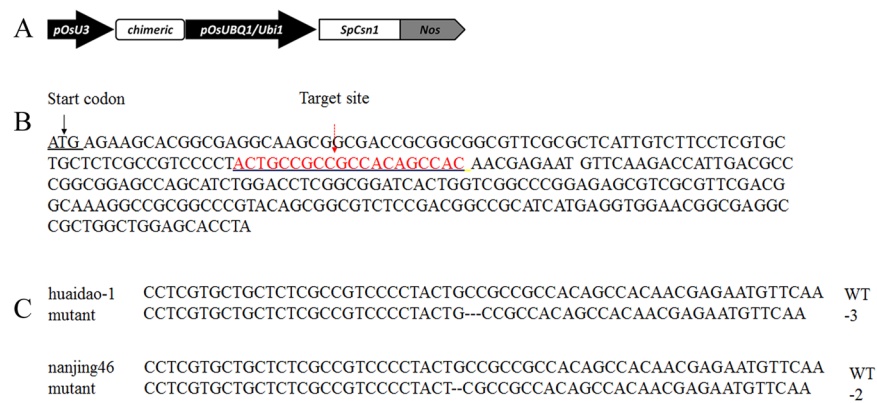 A pOsU3 chimeric pOsUBQ1/Ubi1 SpCsn1 Nos
Start codon Target site
B
ATG AGAAGCACGGCGAGGCAAGCGGCGACCGCGGCGGCGTTCGCGCTCATTGTCTTCCTCGTGC
TGCTCTCGCCGTCCCCTACTGCCGCCGCCACAGCCAC AACGAGAAT GTTCAAGACCATTGACGCC
CGGCGGAGCCAGCATCTGGACCTCGGCGGATCACTGGTCGGCCCGGAGAGCGTCGCGTTCGACG
GCAAAGGCCGCGGCCCGTACAGCGGCGTCTCCGACGGCCGCATCATGAGGTGGAACGGCGAGGC
CGCTGGCTGGAGCACCTA
C
huaidao-1 CCTCGTGCTGCTCTCGCCGTCCCCTACTGCCGCCGCCACAGCCACAACGAGAATGTTCAA WT
mutant CCTCGTGCTGCTCTCGCCGTCCCCTACTG---CCGCCACAGCCACAACGAGAATGTTCAA -3
nanjing46 CCTCGTGCTGCTCTCGCCGTCCCCTACTGCCGCCGCCACAGCCACAACGAGAATGTTCAA WT
mutant CCTCGTGCTGCTCTCGCCGTCCCCTACT--CGCCGCCACAGCCACAACGAGAATGTTCAA -2